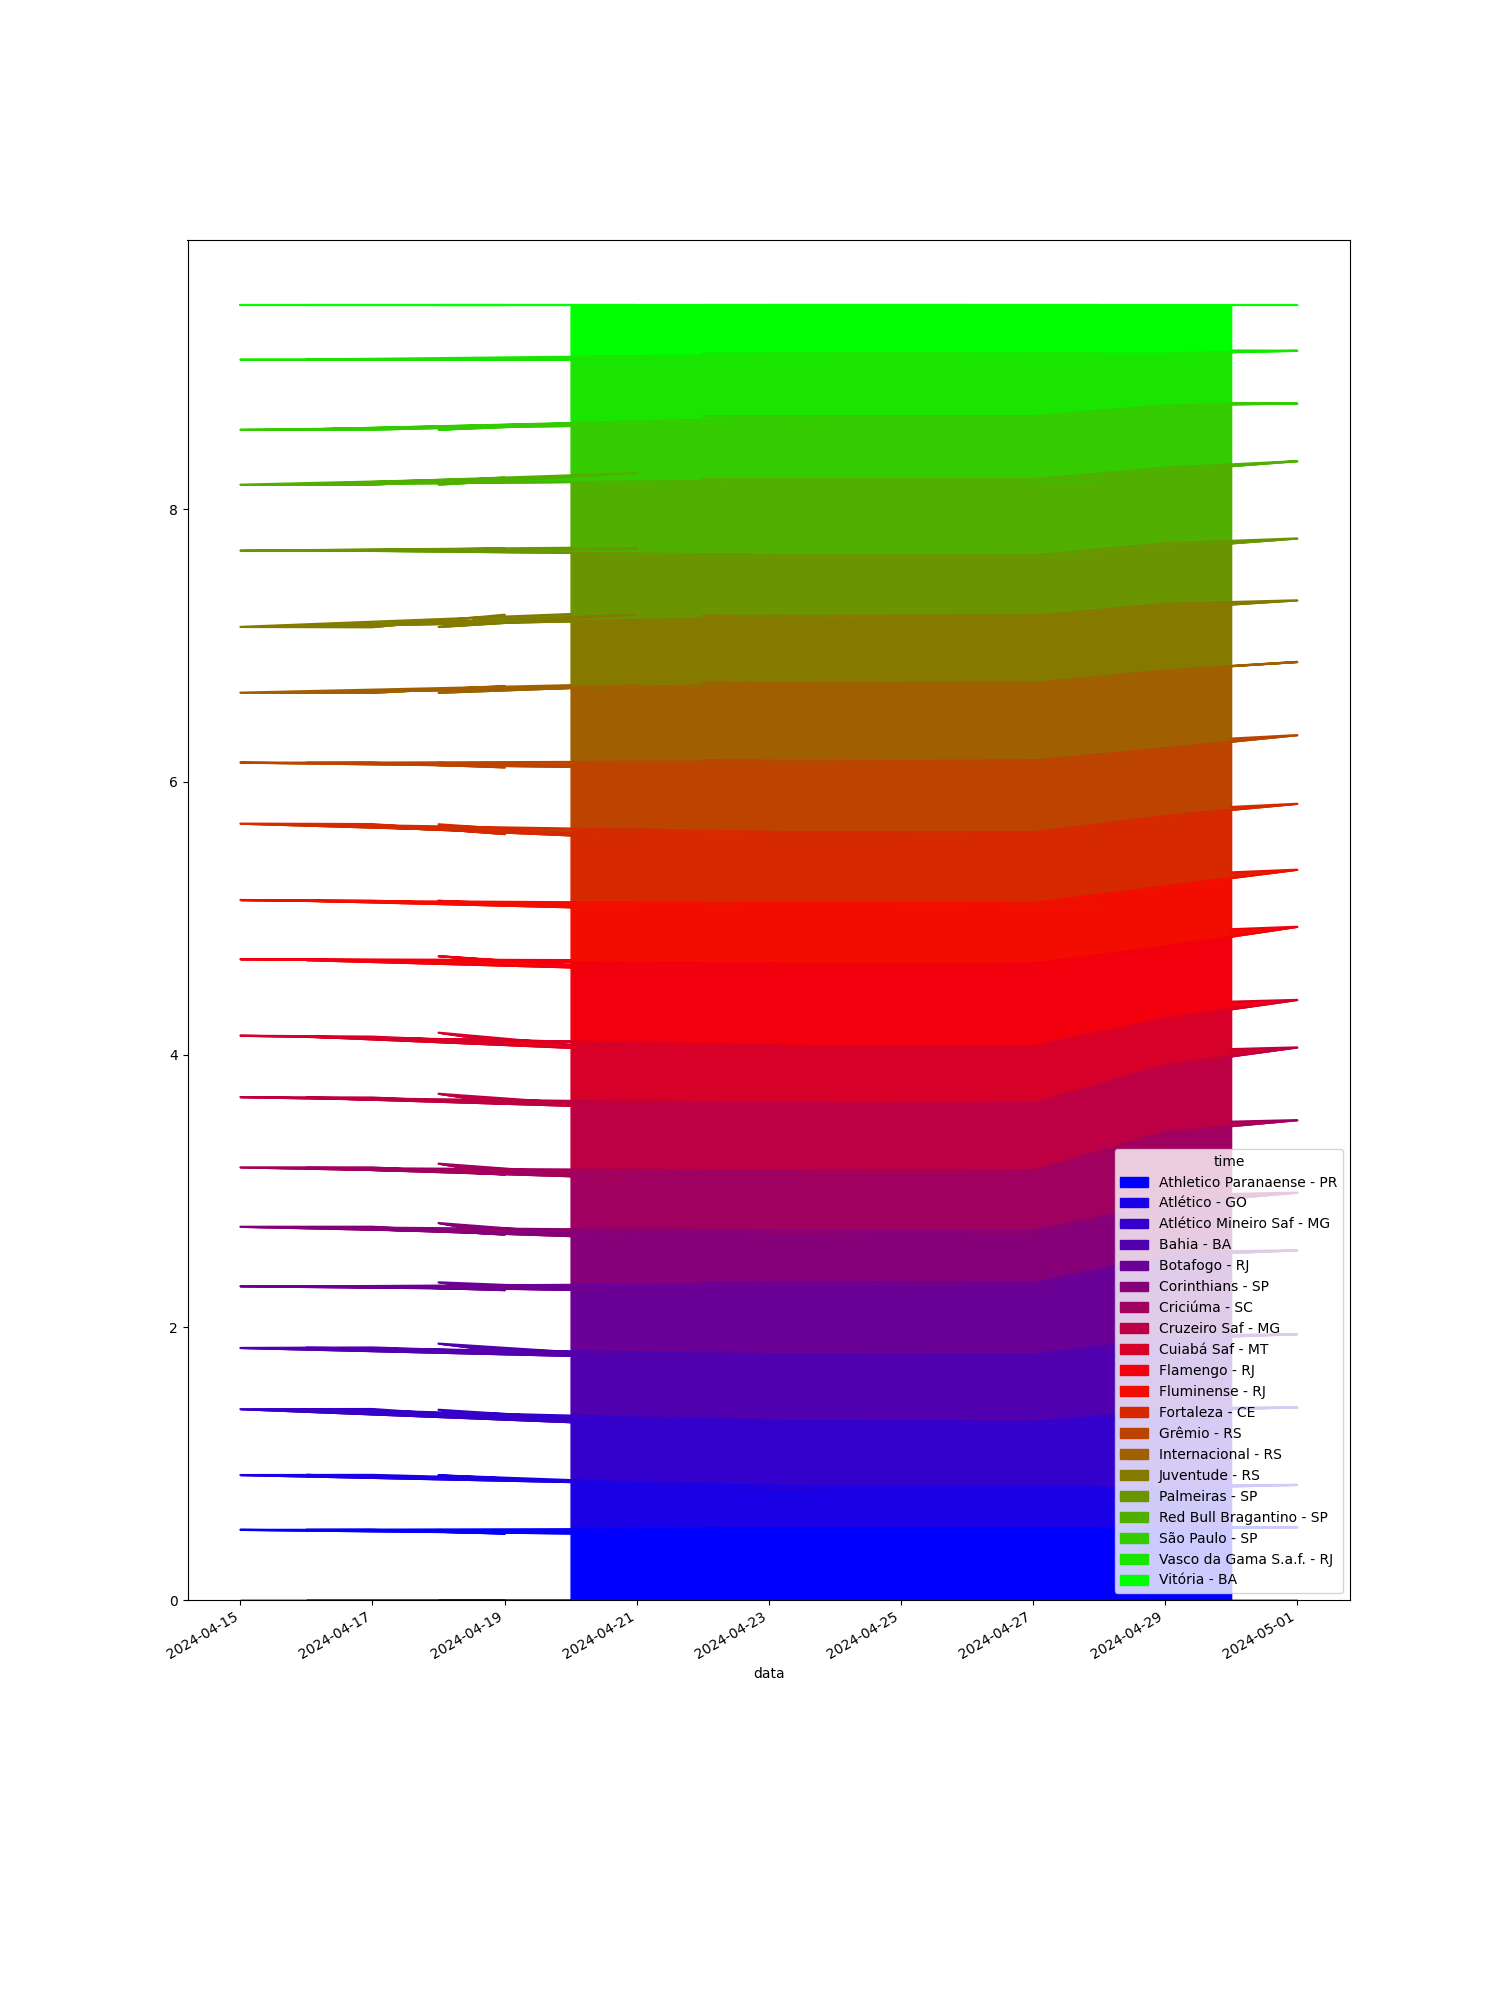 8
6
4
2
0
time
Athletico Paranaense - PR
Atlético - GO
Atlético Mineiro Saf - MG
Bahia - BA
Botafogo - RJ
Corinthians - SP
Criciúma - SC
Cruzeiro Saf - MG
Cuiabá Saf - MT
Flamengo - RJ
Fluminense - RJ
Fortaleza - CE
Grêmio - RS
Internacional - RS
Juventude - RS
Palmeiras - SP
Red Bull Bragantino - SP
São Paulo - SP
Vasco da Gama S.a.f. - RJ
Vitória - BA
2024-04-15
2024-04-17
2024-04-19
2024-04-21
2024-04-23
2024-04-25
2024-04-27
2024-04-29
2024-05-01
data